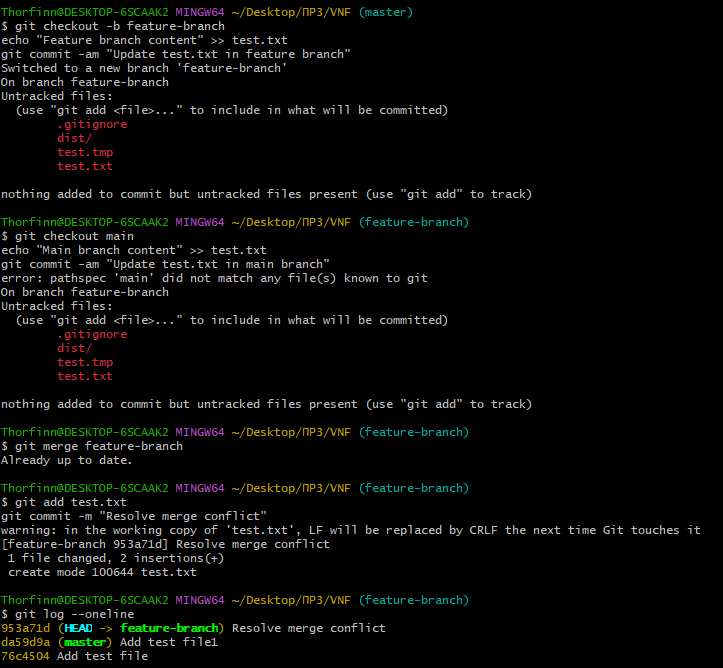 Thorfinn@DESKTOP-6SCAAK2 MINGW64 ~/Desktop/ПР3/VNF (master)
$ git checkout -b feature-branch
echo "Feature branch content" >> test.txt
git commit -am "Update test.txt in feature branch"
Switched to a new branch 'feature-branch'
On branch feature-branch
Untracked files:
  (use "git add <file>..." to include in what will be committed)
        .gitignore
        dist/
        test.tmp
        test.txt

nothing added to commit but untracked files present (use "git add" to track)

Thorfinn@DESKTOP-6SCAAK2 MINGW64 ~/Desktop/ПР3/VNF (feature-branch)
$ git checkout main
echo "Main branch content" >> test.txt
git commit -am "Update test.txt in main branch"
error: pathspec 'main' did not match any file(s) known to git
On branch feature-branch
Untracked files:
  (use "git add <file>..." to include in what will be committed)
        .gitignore
        dist/
        test.tmp
        test.txt

nothing added to commit but untracked files present (use "git add" to track)

Thorfinn@DESKTOP-6SCAAK2 MINGW64 ~/Desktop/ПР3/VNF (feature-branch)
$ git merge feature-branch
Already up to date.

Thorfinn@DESKTOP-6SCAAK2 MINGW64 ~/Desktop/ПР3/VNF (feature-branch)
$ git add test.txt
git commit -m "Resolve merge conflict"
warning: in the working copy of 'test.txt', LF will be replaced by CRLF the next time Git touches it
[feature-branch 953a71d] Resolve merge conflict
 1 file changed, 2 insertions(+)
 create mode 100644 test.txt

Thorfinn@DESKTOP-6SCAAK2 MINGW64 ~/Desktop/ПР3/VNF (feature-branch)
$ git log --oneline
953a71d (HEAD -> feature-branch) Resolve merge conflict
da59d9a (master) Add test file1
76c4504 Add test file